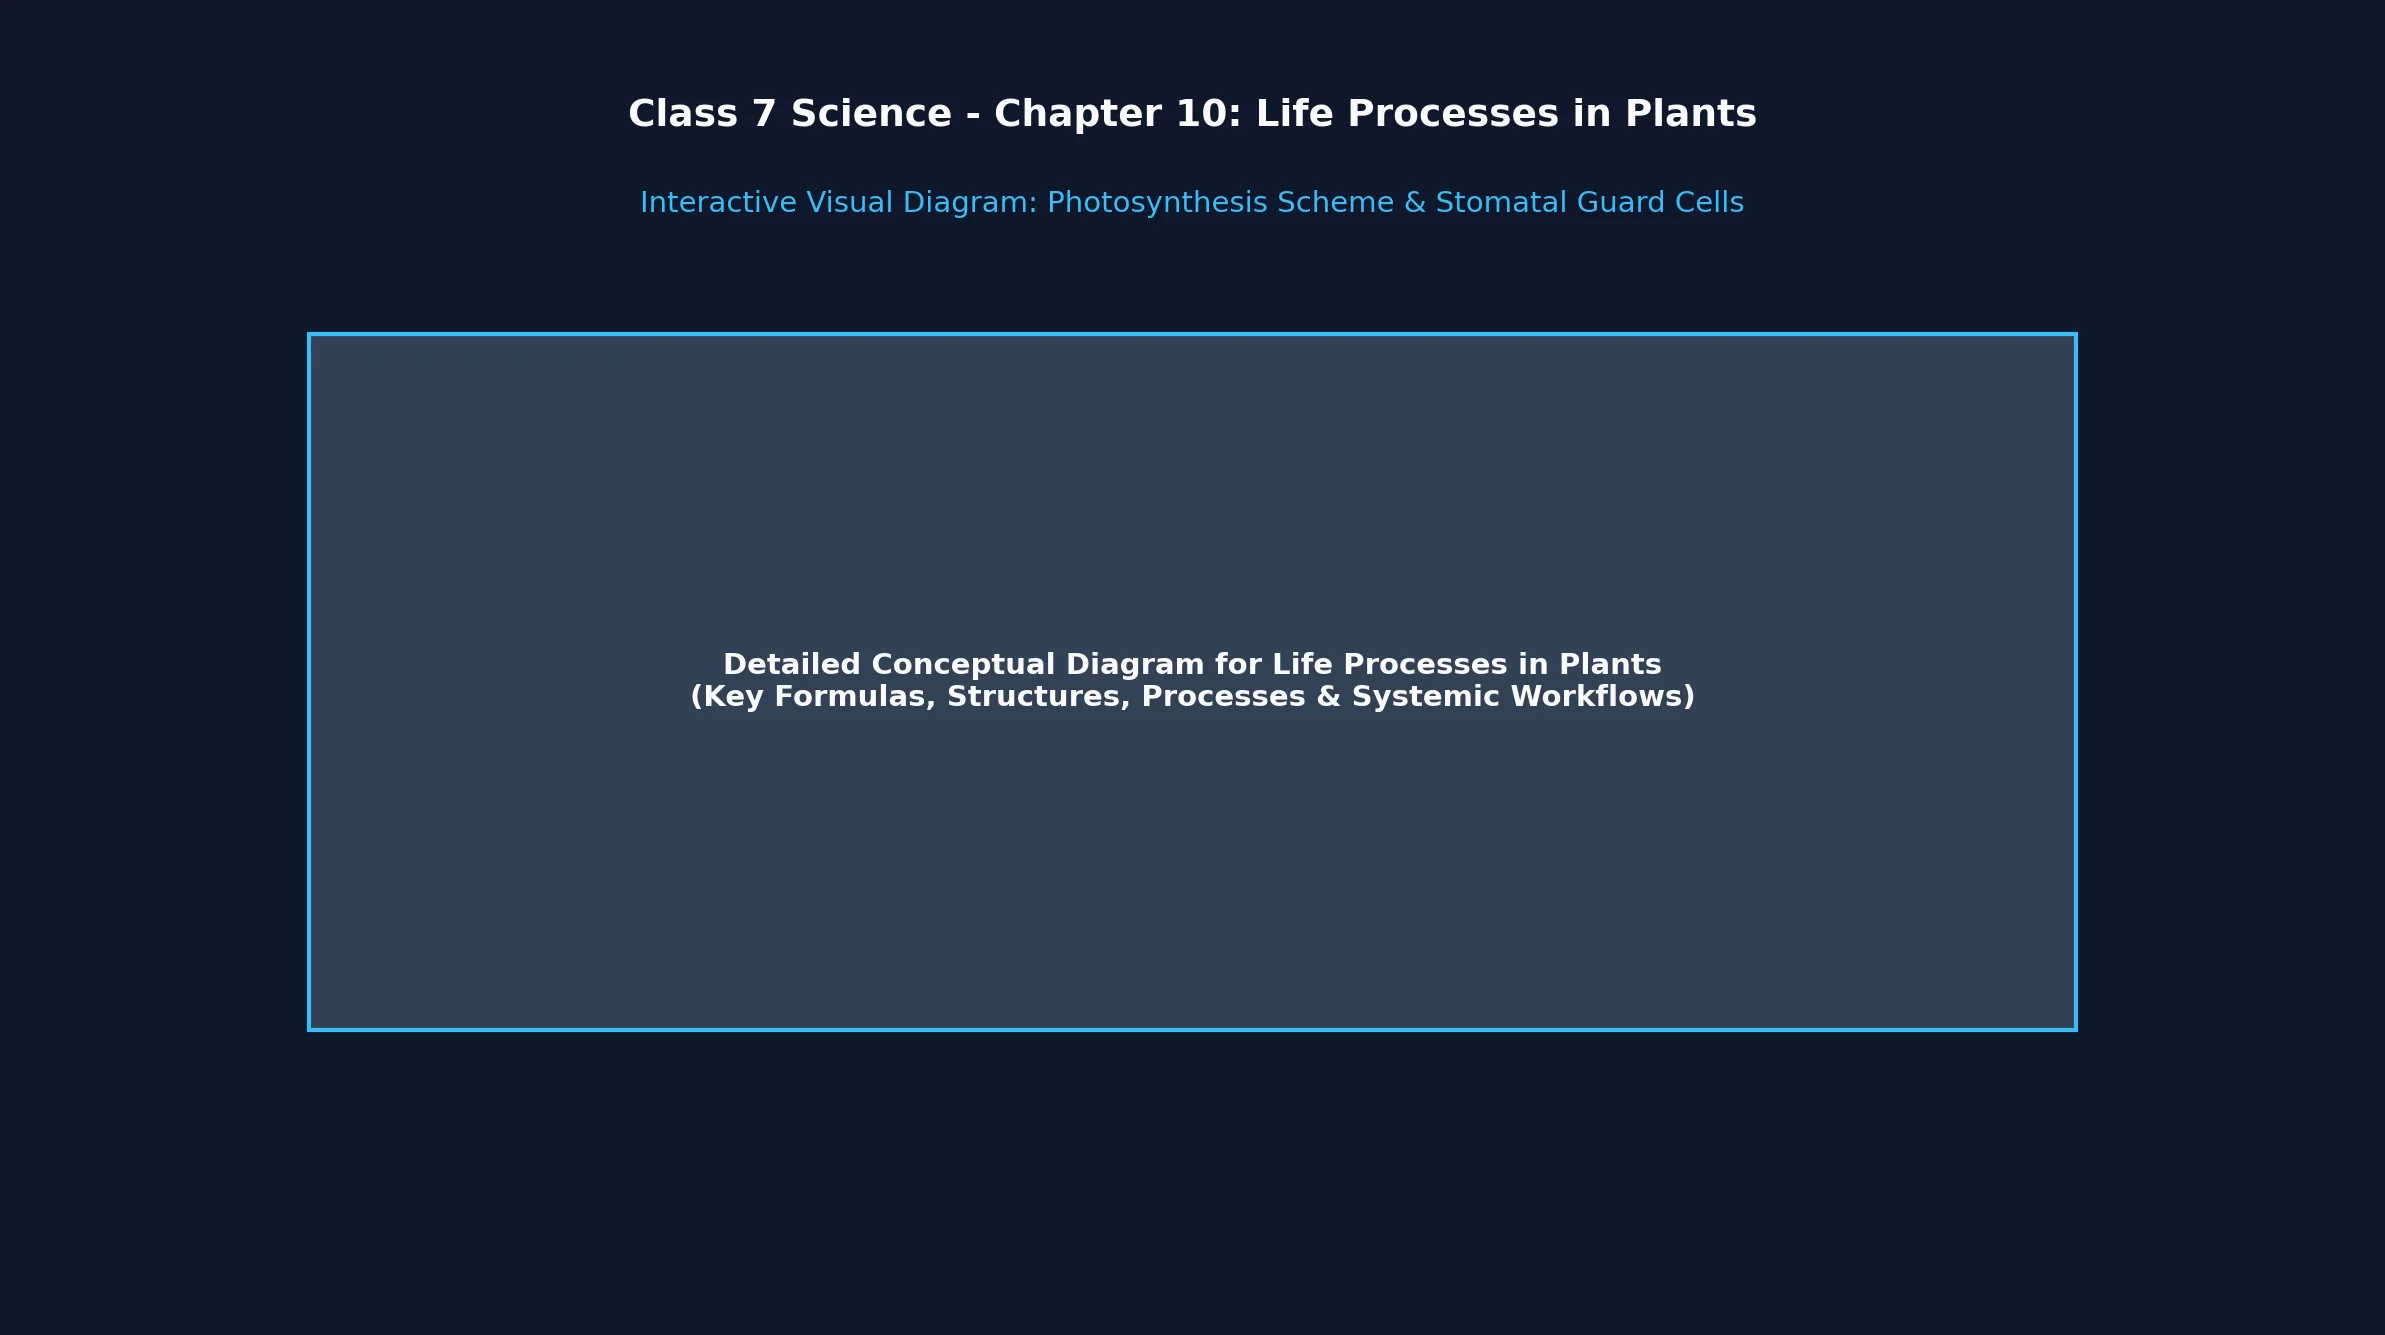 Class 7 Science - Chapter 10: Life Processes in Plants
Interactive Visual Diagram: Photosynthesis Scheme & Stomatal Guard Cells
Detailed Conceptual Diagram for Life Processes in Plants
(Key Formulas, Structures, Processes & Systemic Workflows)